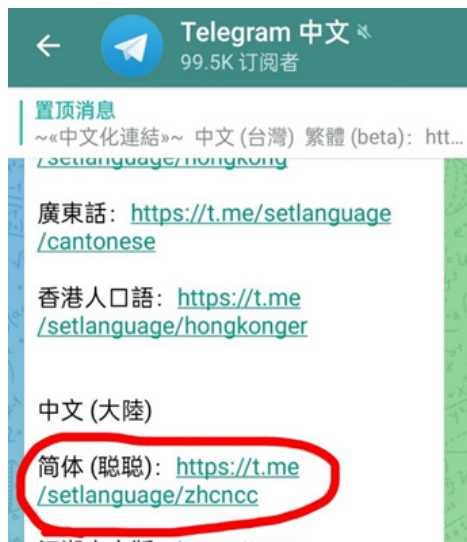 Telegram 中文
99.5K 订阅者
置顶消息
~«中文化連結»~ 中文 (台灣) 繁體 (beta): htt...
/setlanguage/hongkong
廣東話: https://t.me/setlanguage
/cantonese
香港人口語: https://t.me
/setlanguage/hongkonger
中文 (大陸)
简体 (聪聪): https://t.me
/setlanguage/zhcncc